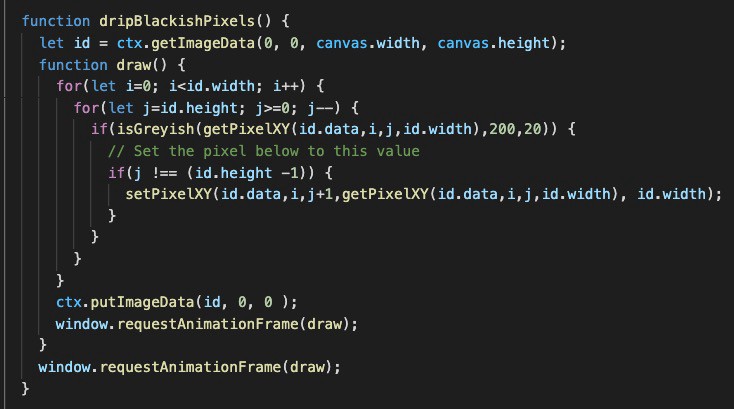 function dripBlackishPixels() {
  let id = ctx.getImageData(0, 0, canvas.width, canvas.height);
  function draw() {
    for(let i=0; i<id.width; i++) {
      for(let j=id.height; j>=0; j--) {
        if(isGreyish(getPixelXY(id.data,i,j,id.width),200,20)) {
          // Set the pixel below to this value
          if(j !== (id.height -1)) {
            setPixelXY(id.data,i,j+1,getPixelXY(id.data,i,j,id.width), id.width);
          }
        }
      }
    }
    ctx.putImageData(id, 0, 0 );
    window.requestAnimationFrame(draw);
  }
  window.requestAnimationFrame(draw);
}